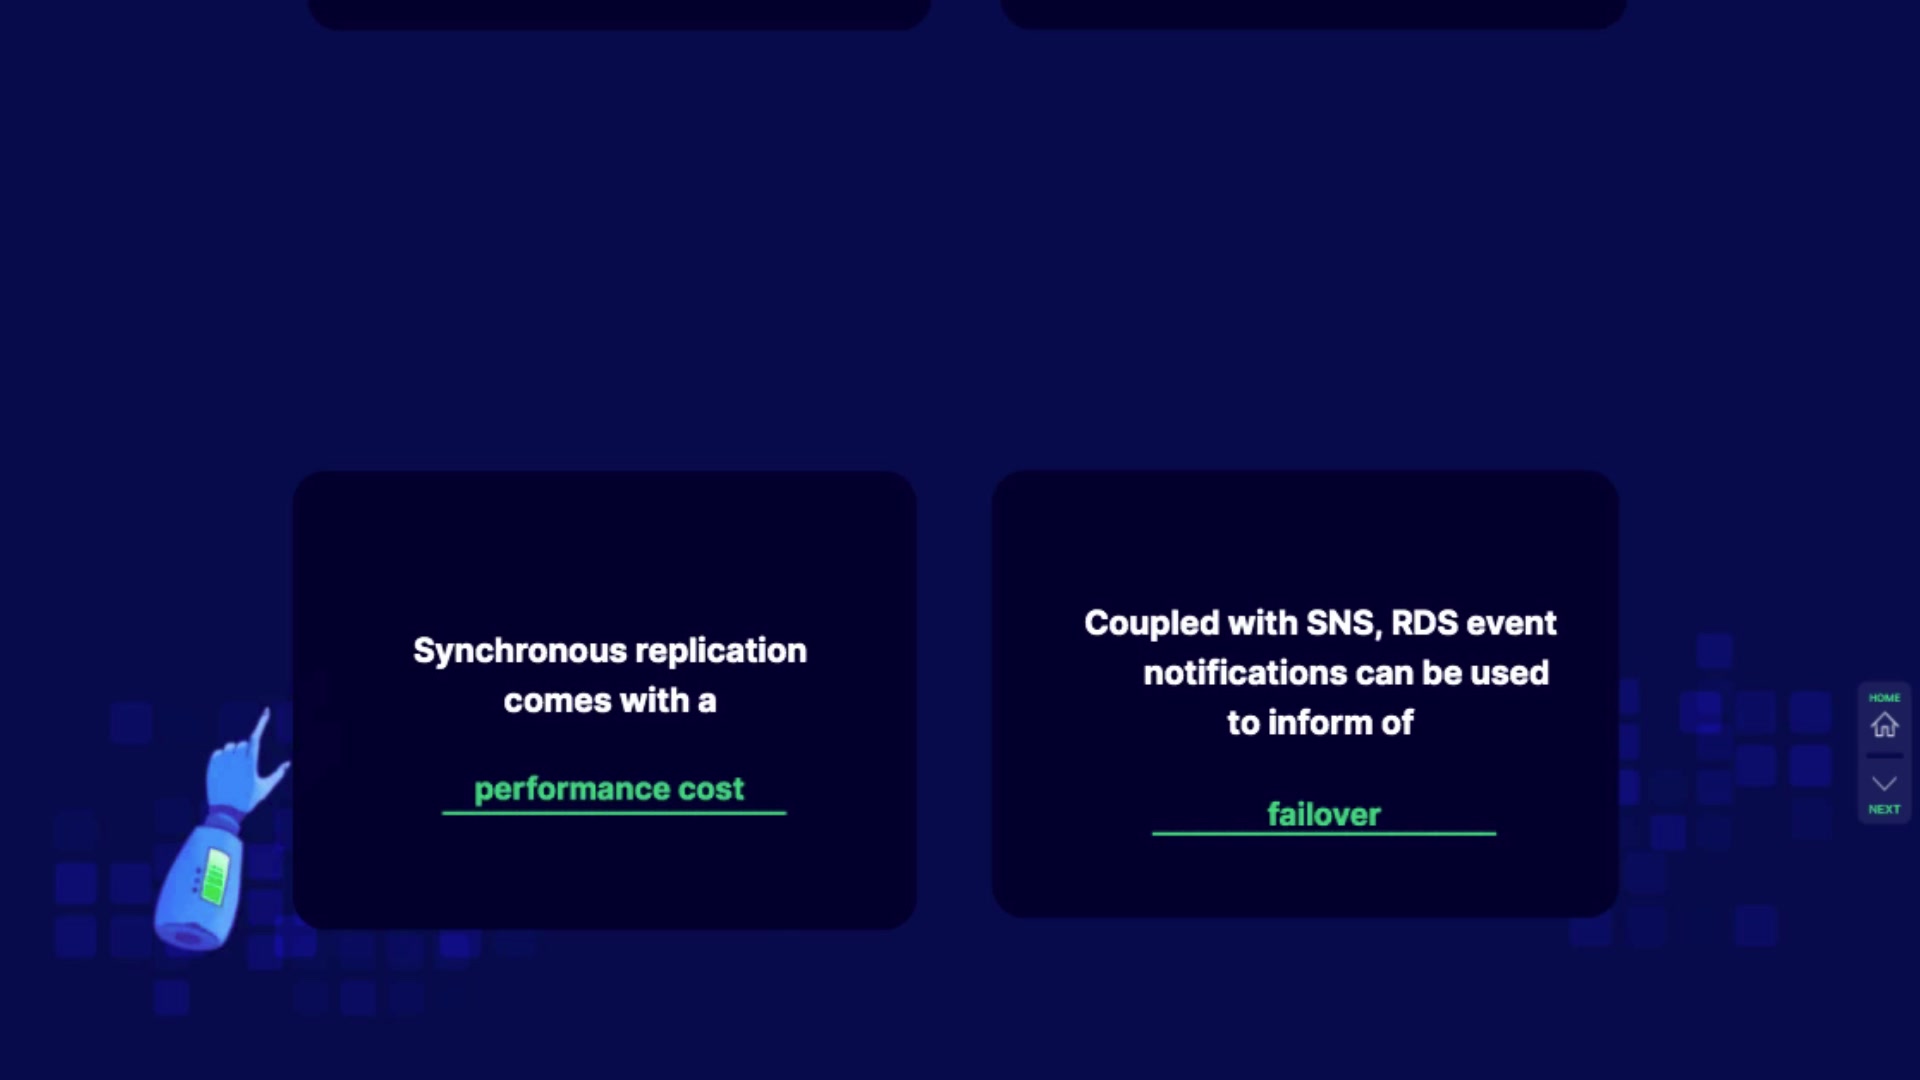 Synchronous replication
comes with a
performance cost
Coupled with SNS, RDS event
notifications can be used
to inform of
failover
HOME
NEXT